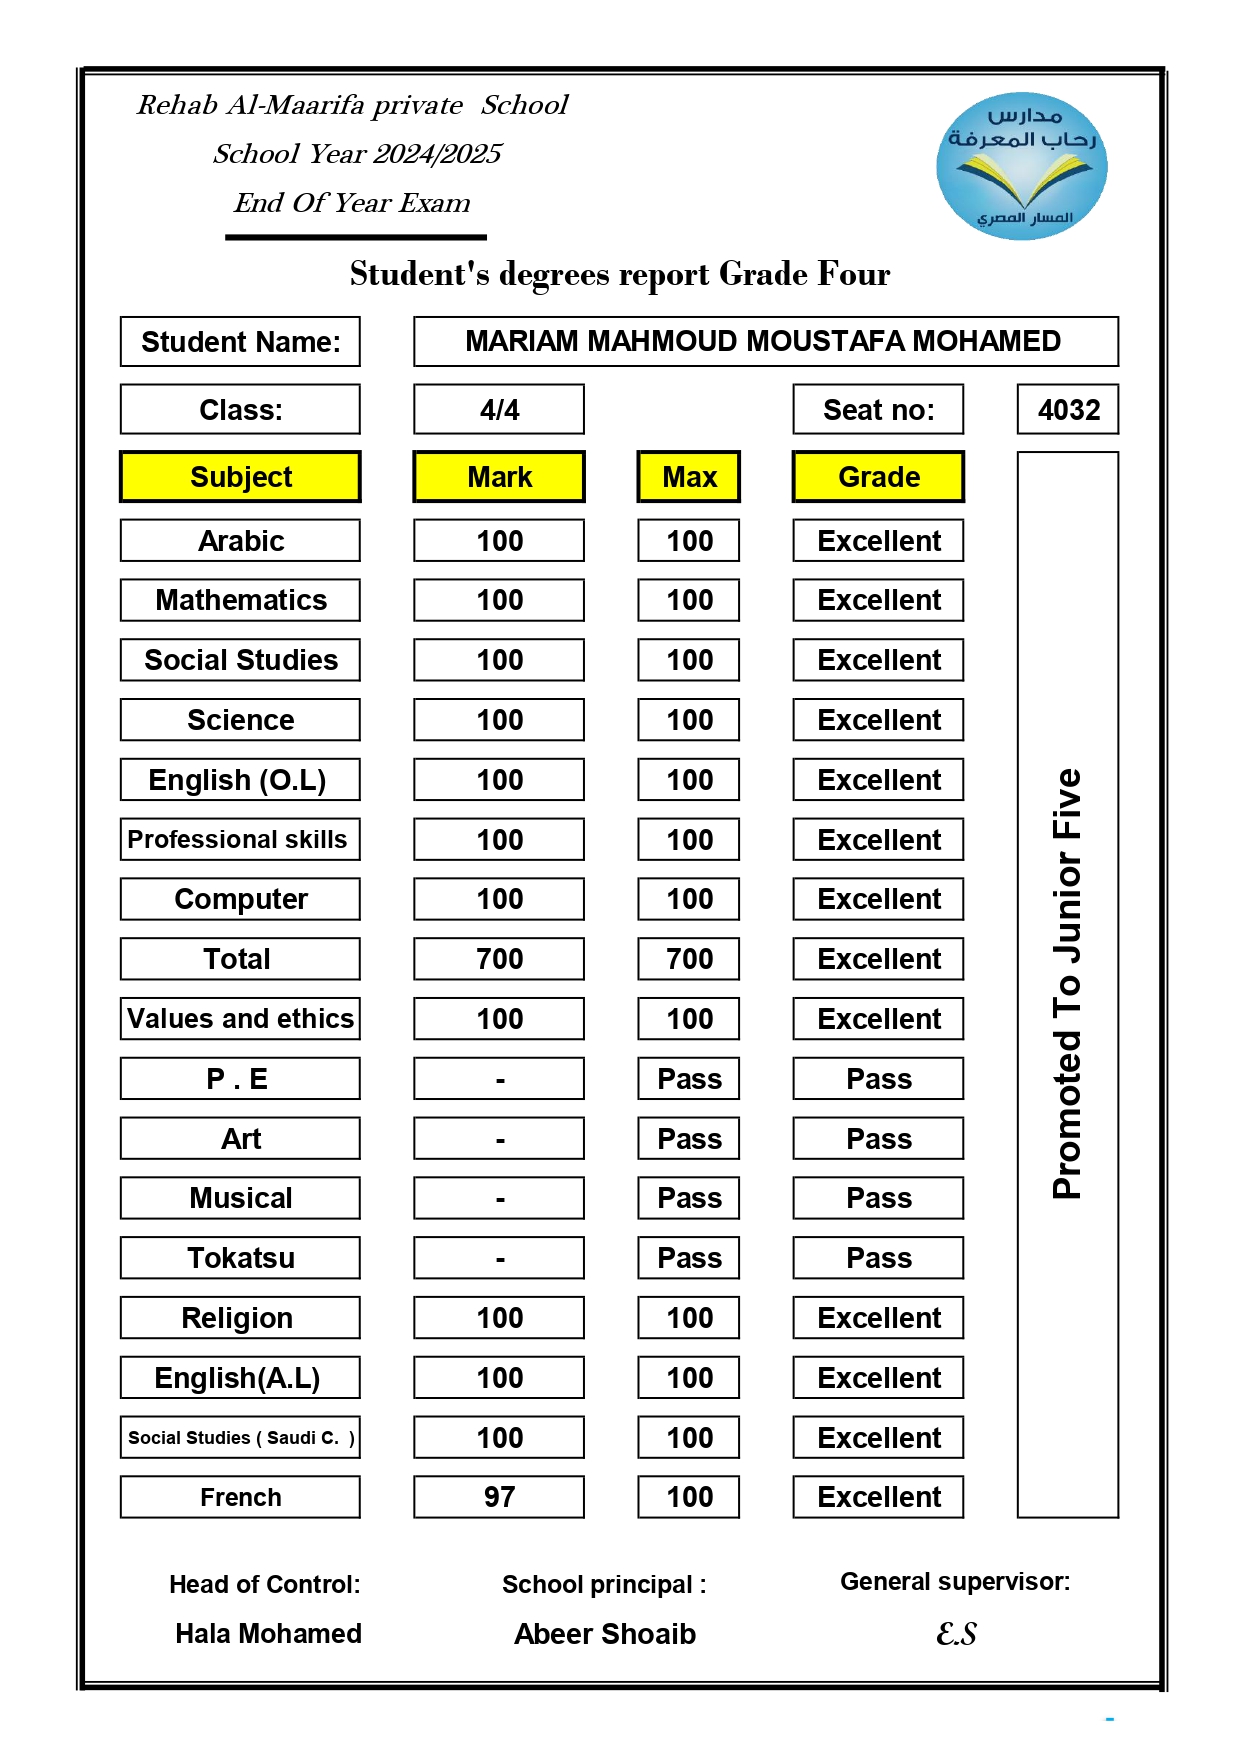 Rehab Al-Maarifa private School
School Year 2024/2025
End Of Year Exam
مدارس
رحاب المعرفة
المسار المصري
Student's degrees report Grade Four
Student Name: MARIAM MAHMOUD MOUSTAFA MOHAMED
Class: 4/4 Seat no: 4032
Subject Mark Max Grade
Arabic 100 100 Excellent
Mathematics 100 100 Excellent
Social Studies 100 100 Excellent
Science 100 100 Excellent
English (O.L) 100 100 Excellent
Professional skills 100 100 Excellent
Computer 100 100 Excellent
Total 700 700 Excellent
Values and ethics 100 100 Excellent
P . E - Pass Pass
Art - Pass Pass
Musical - Pass Pass
Tokatsu - Pass Pass
Religion 100 100 Excellent
English(A.L) 100 100 Excellent
Social Studies ( Saudi C. ) 100 100 Excellent
French 97 100 Excellent
Promoted To Junior Five
Head of Control: School principal : General supervisor:
Hala Mohamed Abeer Shoaib E.S
-